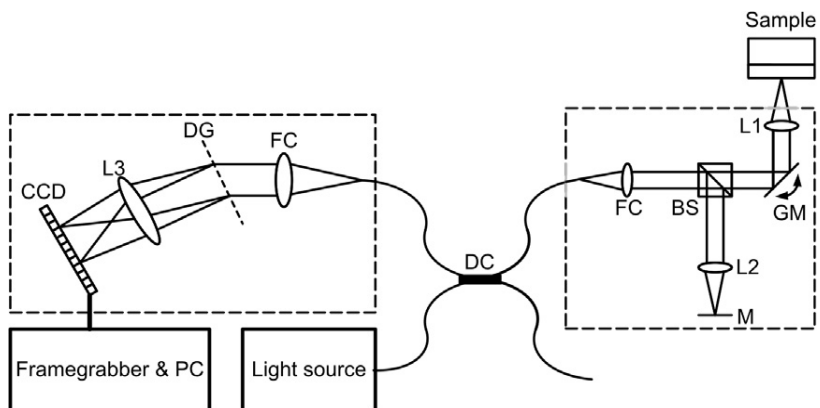 Sample
DG
FC
L1
L3
CCD
FC
BS
GM
DC
L2
M
Framegrabber & PC
Light source